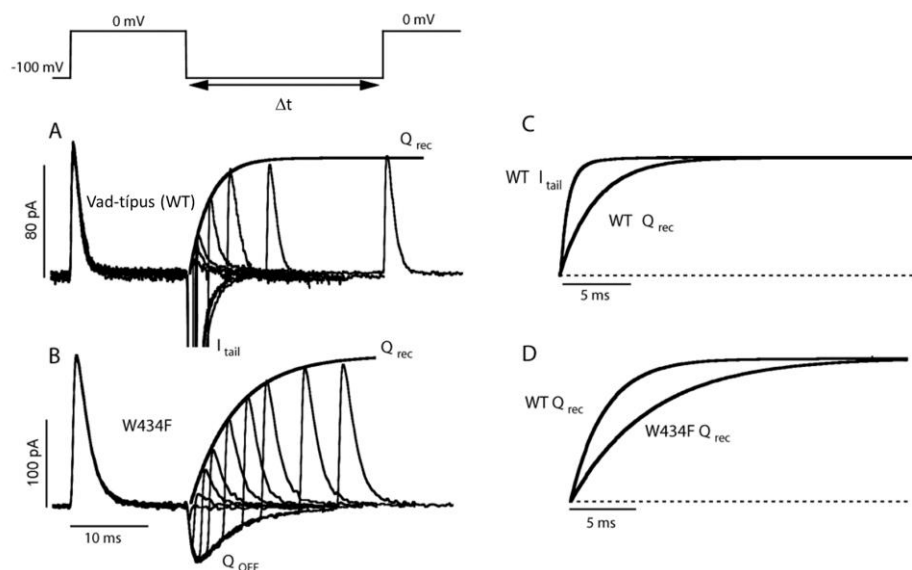 0 mV
0 mV
-100 mV
Δt
A
Q rec
80 pA
Vad-típus (WT)
I tail
B
Q rec
100 pA
W434F
10 ms
Q OFF
C
WT I tail
WT Q rec
5 ms
D
WT Q rec
W434F Q rec
5 ms